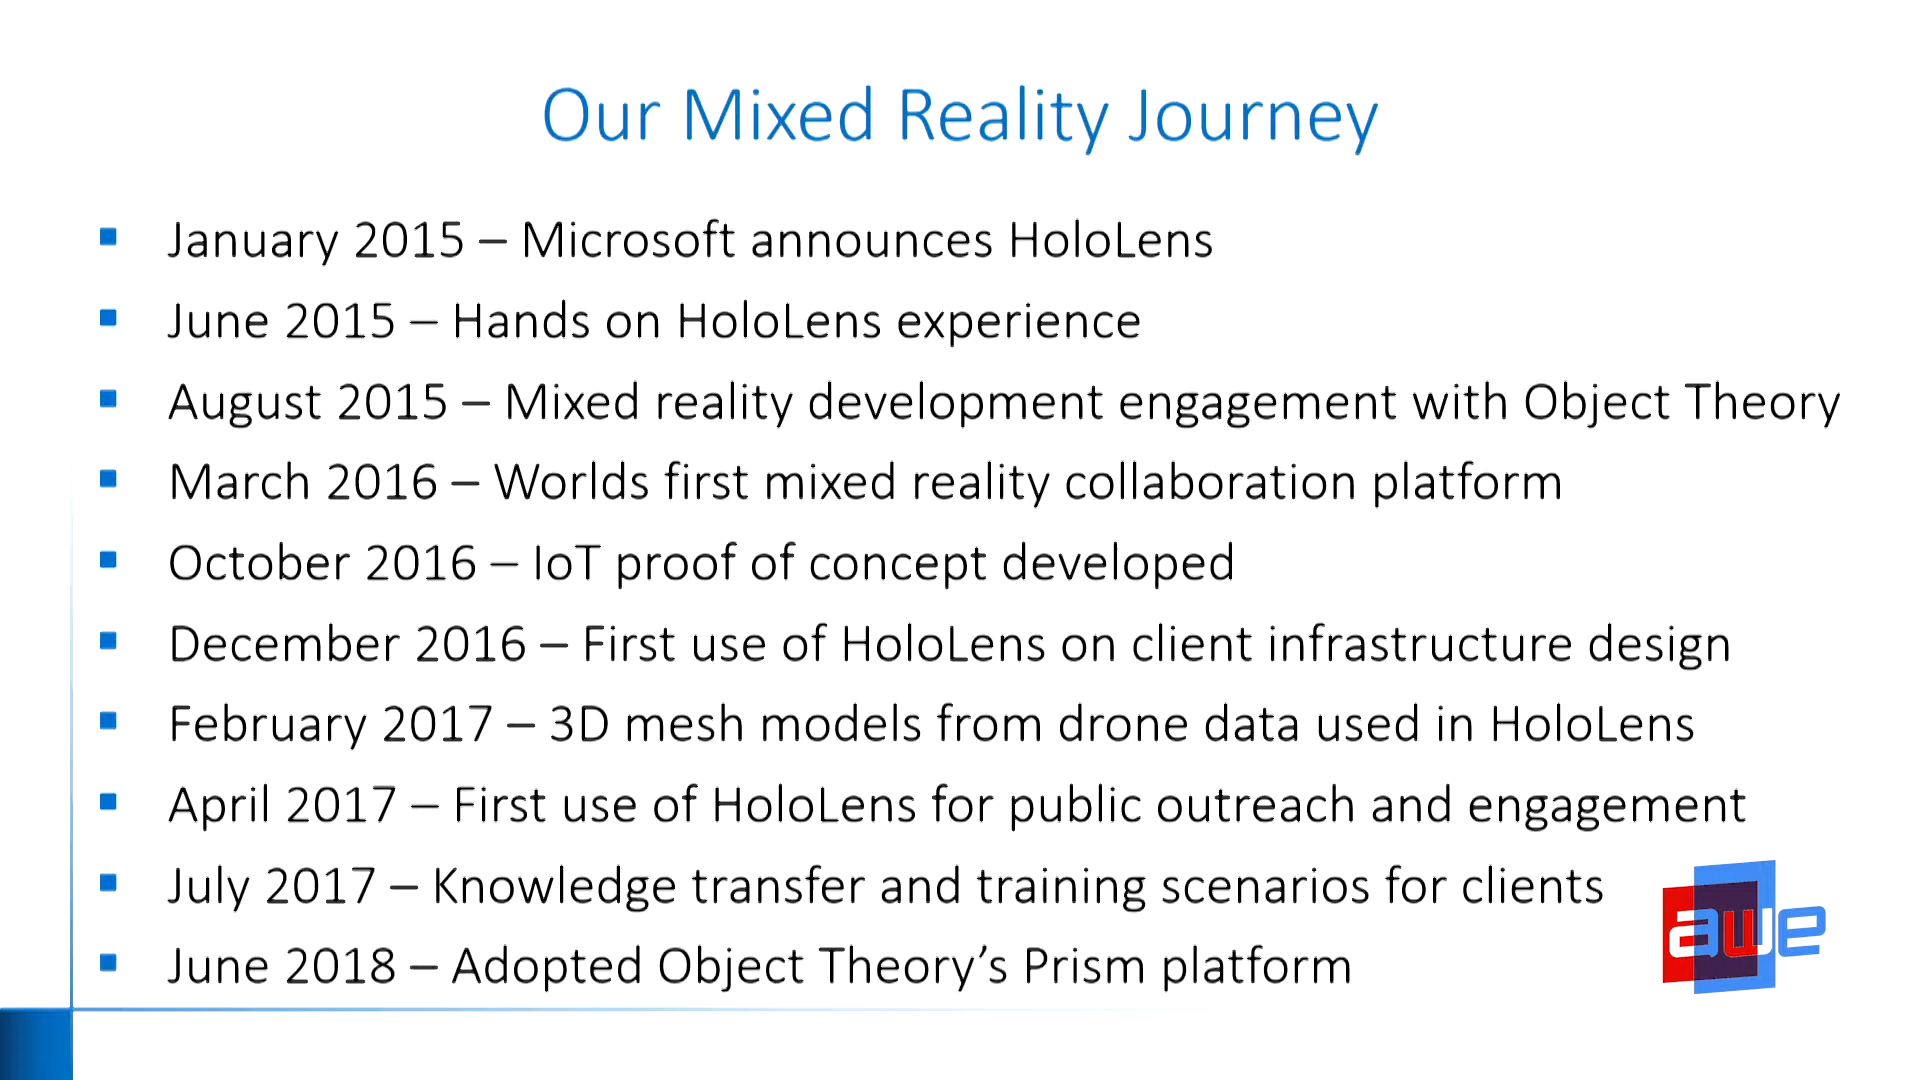 Our Mixed Reality Journey
January 2015 – Microsoft announces HoloLens
June 2015 – Hands on HoloLens experience
August 2015 – Mixed reality development engagement with Object Theory
March 2016 – Worlds first mixed reality collaboration platform
October 2016 – IoT proof of concept developed
December 2016 – First use of HoloLens on client infrastructure design
February 2017 – 3D mesh models from drone data used in HoloLens
April 2017 – First use of HoloLens for public outreach and engagement
July 2017 – Knowledge transfer and training scenarios for clients
June 2018 – Adopted Object Theory’s Prism platform
awe